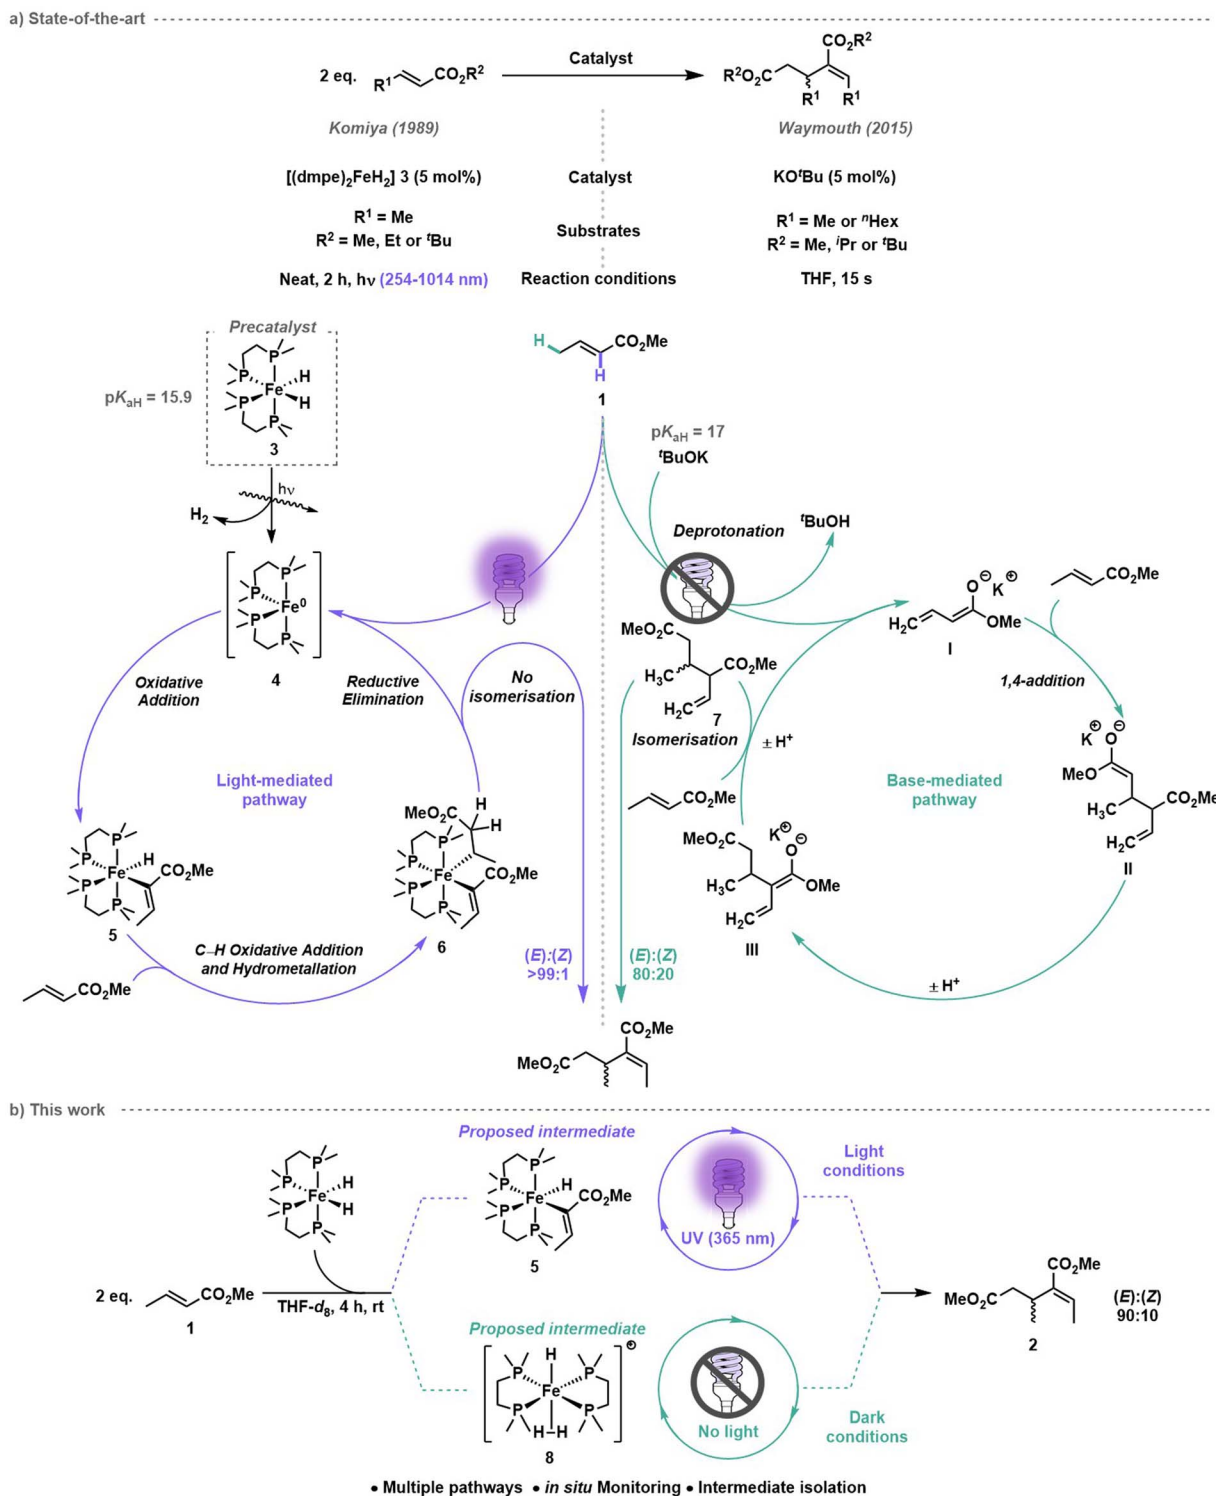 a) State-of-the-art
2 eq.
R¹
CO₂R²
Catalyst
CO₂R²
R²O₂C
R¹
R¹
Komiya (1989)
Waymouth (2015)
[(dmpe)₂FeH₂] 3 (5 mol%)
Catalyst
KOᵗBu (5 mol%)
R¹ = Me
R² = Me, Et or ᵗBu
Substrates
R¹ = Me or ⁿHex
R² = Me, ⁱPr or ᵗBu
Neat, 2 h, hν (254-1014 nm)
Reaction conditions
THF, 15 s
Precatalyst
P
P
Fe
H
H
P
P
3
pKaH = 15.9
hν
H₂
H
CO₂Me
H
1
pKaH = 17
ᵗBuOK
Deprotonation
ᵗBuOH
P
P
Fe⁰
P
P
4
Oxidative
Addition
Reductive
Elimination
No
isomerisation
MeO₂C
H₃C
CO₂Me
H₂C
7
Isomerisation
± H⁺
O⊖
K⊕
H₂C
OMe
I
CO₂Me
1,4-addition
K⊕
O⊖
MeO
H₃C
CO₂Me
H₂C
II
Light-mediated
pathway
Base-mediated
pathway
P
P
Fe
H
CO₂Me
P
P
5
MeO₂C
H
H
P
P
Fe
CO₂Me
P
P
6
CO₂Me
MeO₂C
K⊕
O⊖
H₃C
OMe
H₂C
III
C–H Oxidative Addition
and Hydrometallation
CO₂Me
(E):(Z)
>99:1
(E):(Z)
80:20
± H⁺
CO₂Me
MeO₂C
b) This work
P
P
Fe
H
H
P
P
Proposed intermediate
P
P
Fe
H
CO₂Me
P
P
5
UV (365 nm)
Light
conditions
2 eq.
CO₂Me
1
THF-d₈, 4 h, rt
CO₂Me
MeO₂C
2
(E):(Z)
90:10
Proposed intermediate
⊕
H
P
P
Fe
P
P
H–H
8
No light
Dark
conditions
● Multiple pathways ● in situ Monitoring ● Intermediate isolation